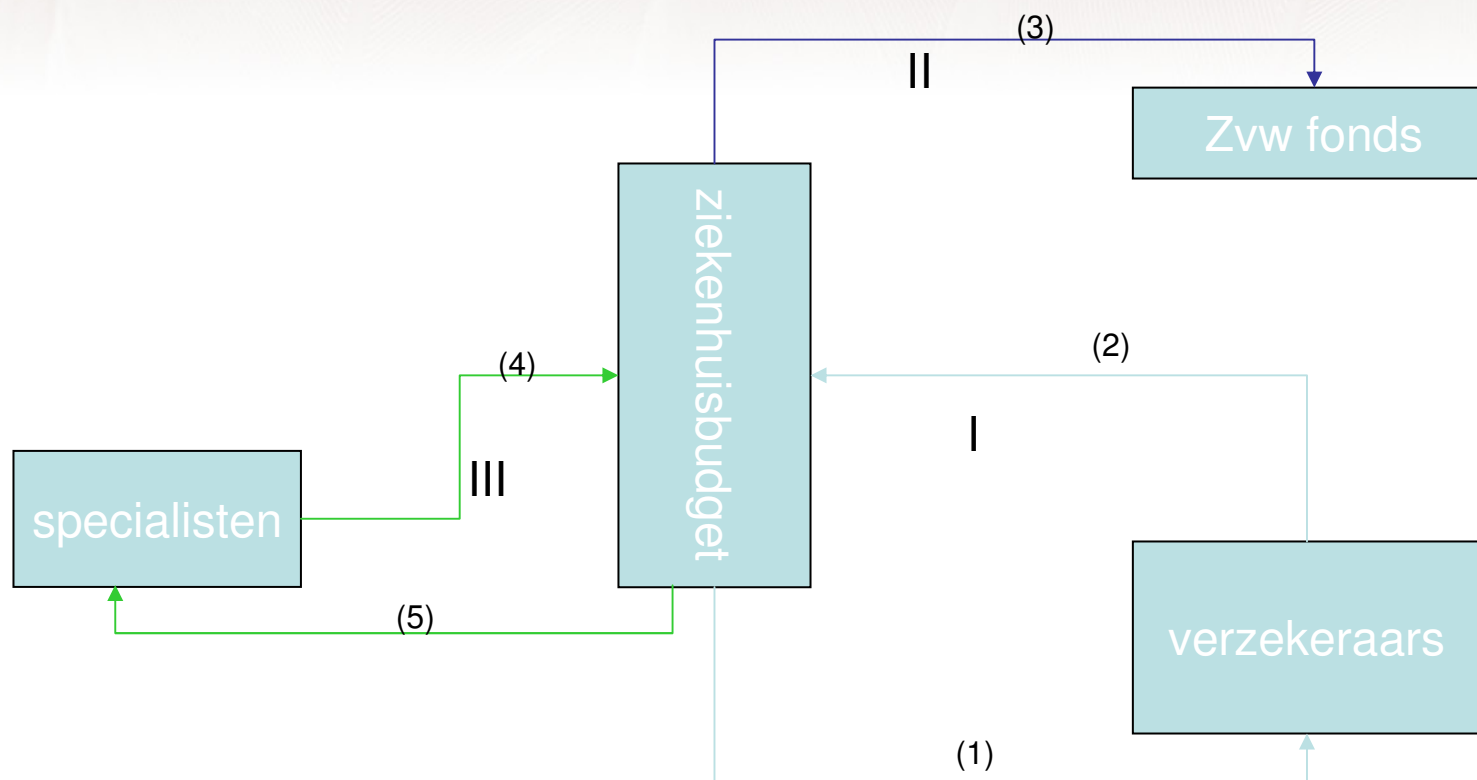 (3)
II
Zvw fonds
ziekenhuisbudget
(2)
(4)
I
III
specialisten
(5)
verzekeraars
(1)